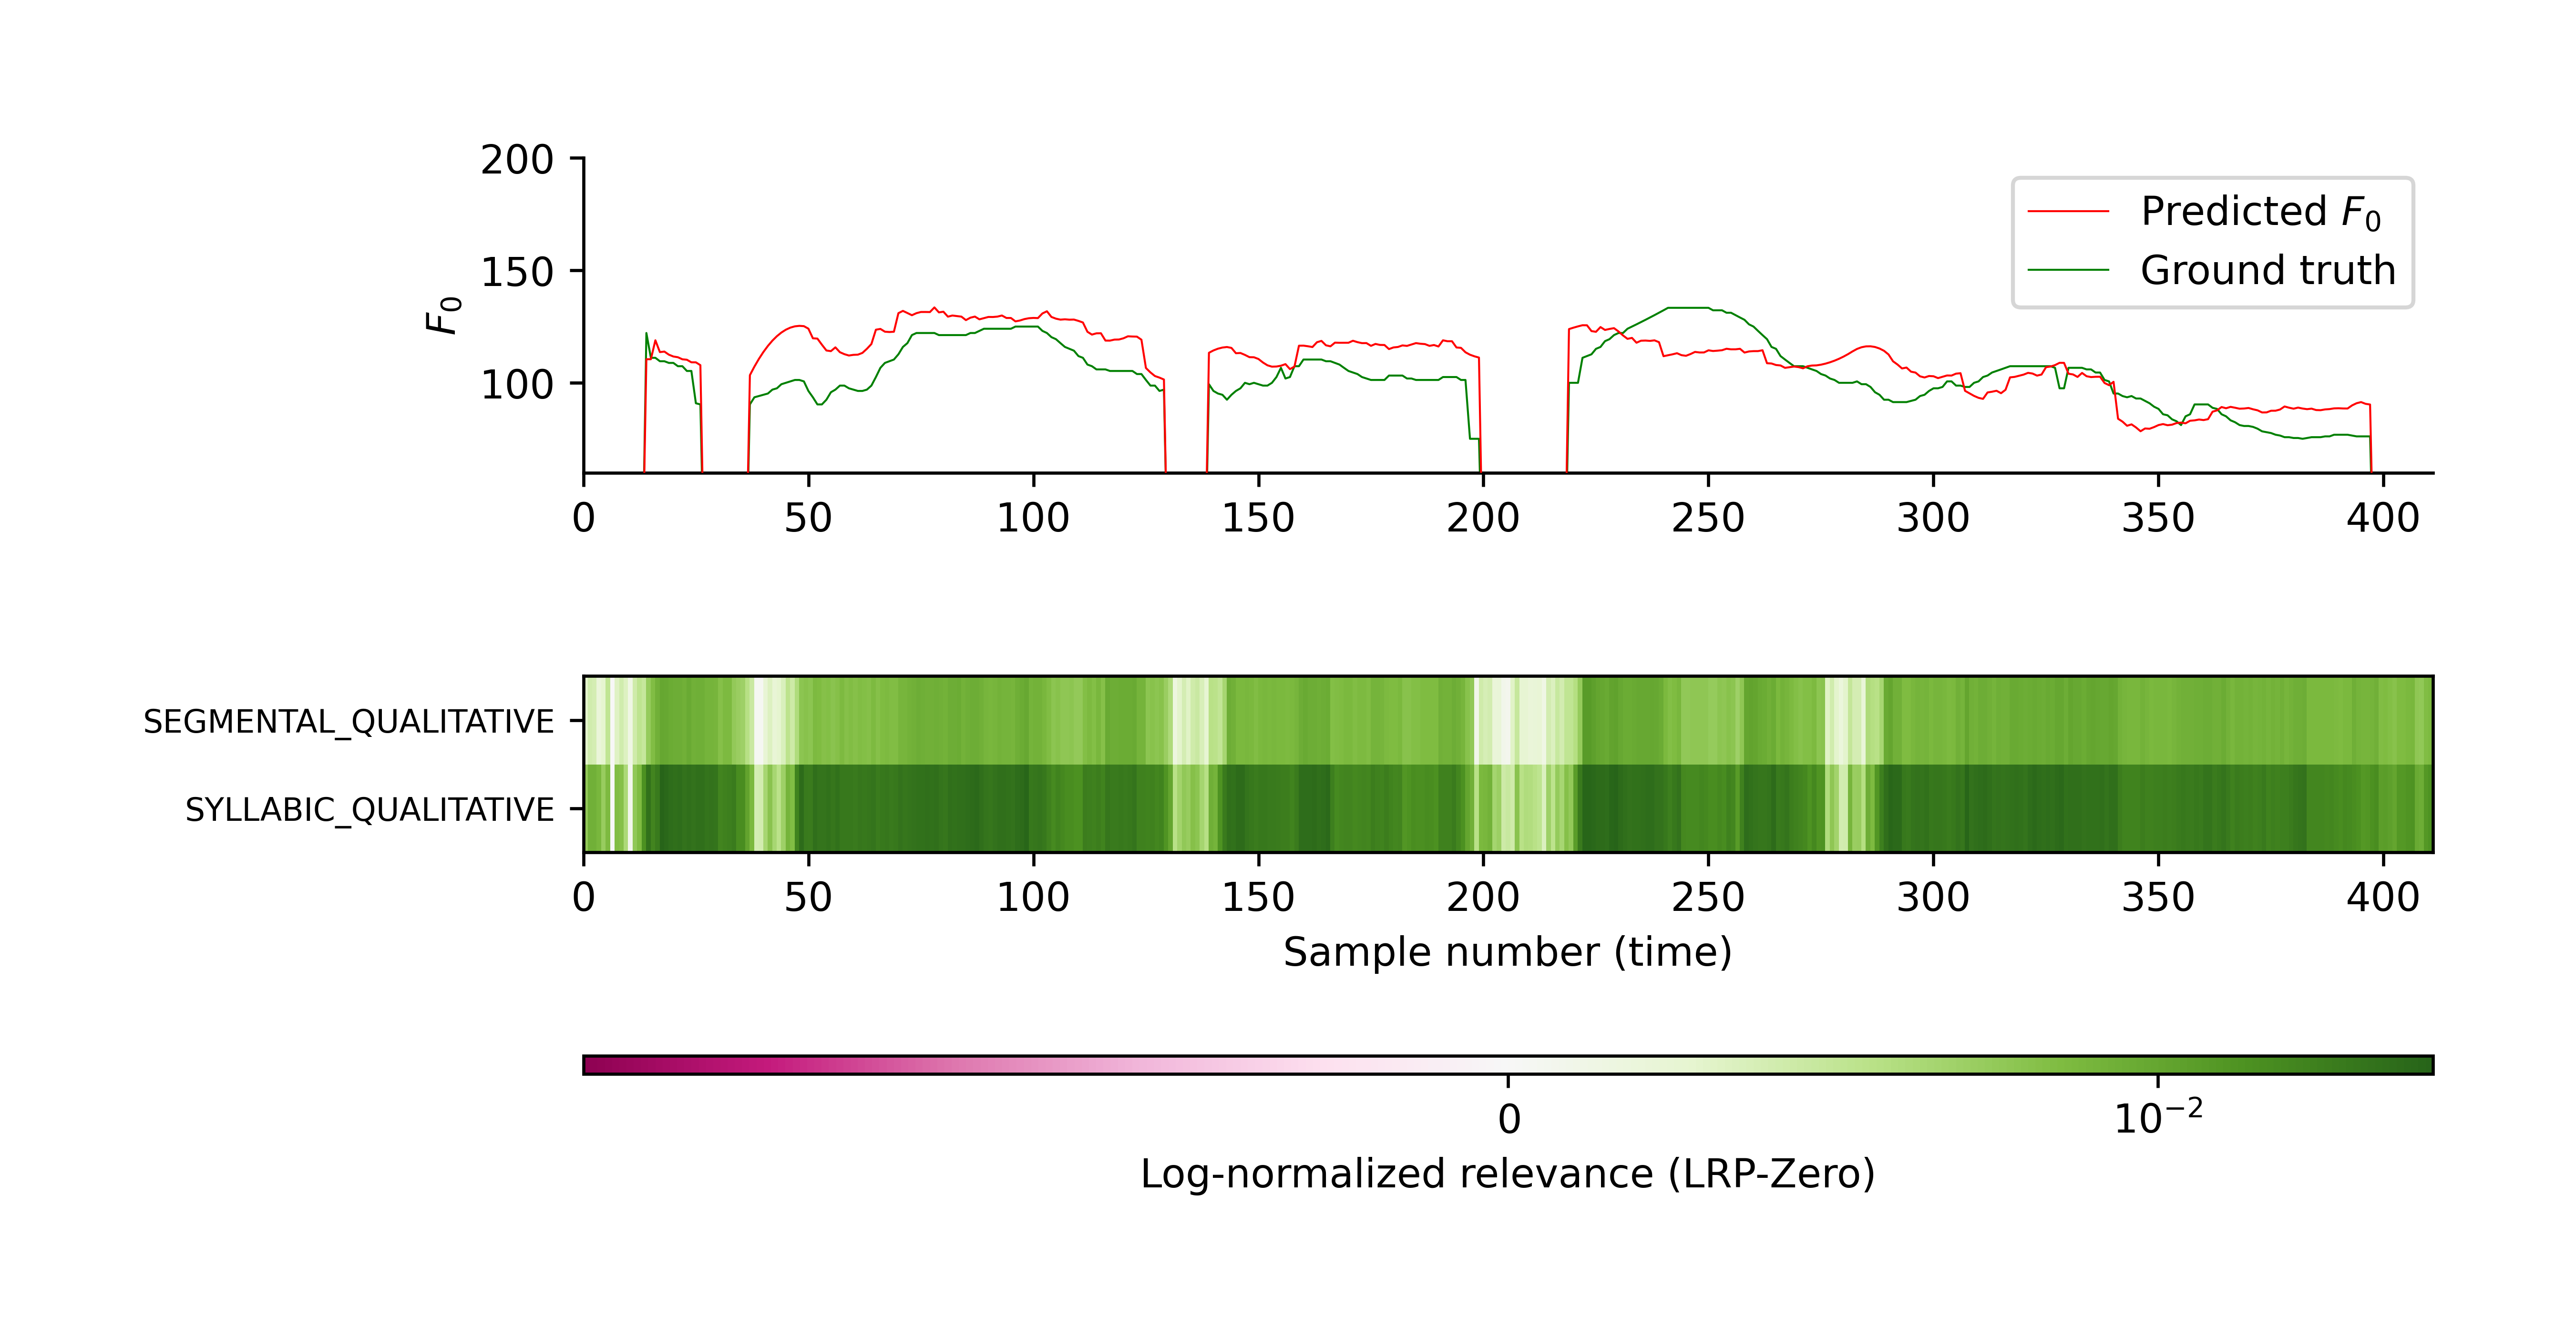 200
150
100
F₀
Predicted F₀
Ground truth
0 50 100 150 200 250 300 350 400
SEGMENTAL_QUALITATIVE
SYLLABIC_QUALITATIVE
0 50 100 150 200 250 300 350 400
Sample number (time)
0 10⁻²
Log-normalized relevance (LRP-Zero)